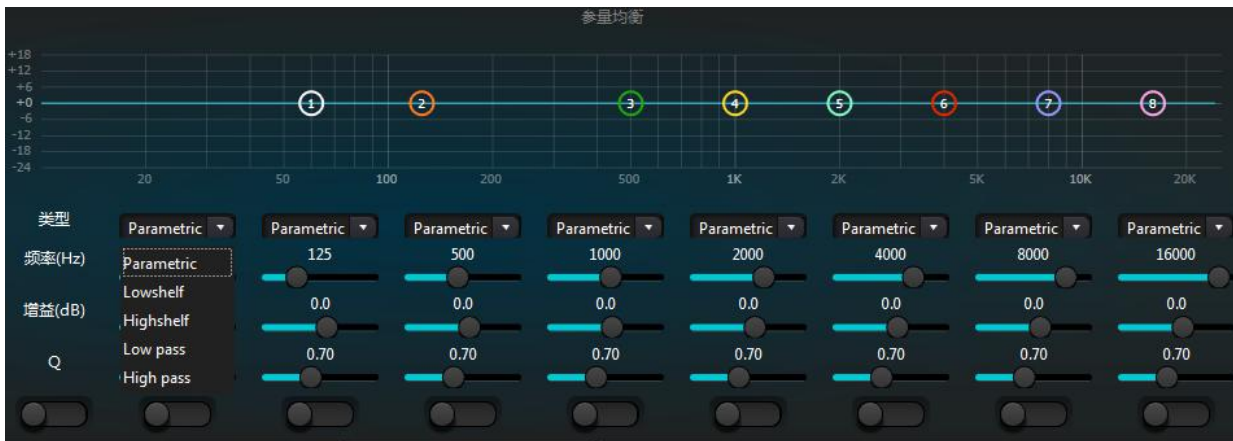 参量均衡
+18
+12
+6
+0
-6
-12
-18
-24
1 2 3 4 5 6 7 8
20 50 100 200 500 1K 2K 5K 10K 20K
类型 Parametric Parametric Parametric Parametric Parametric Parametric Parametric Parametric
频率(Hz) Parametric 125 500 1000 2000 4000 8000 16000
Lowshelf
增益(dB) Highshelf 0.0 0.0 0.0 0.0 0.0 0.0 0.0
Q Low pass 0.70 0.70 0.70 0.70 0.70 0.70 0.70
High pass